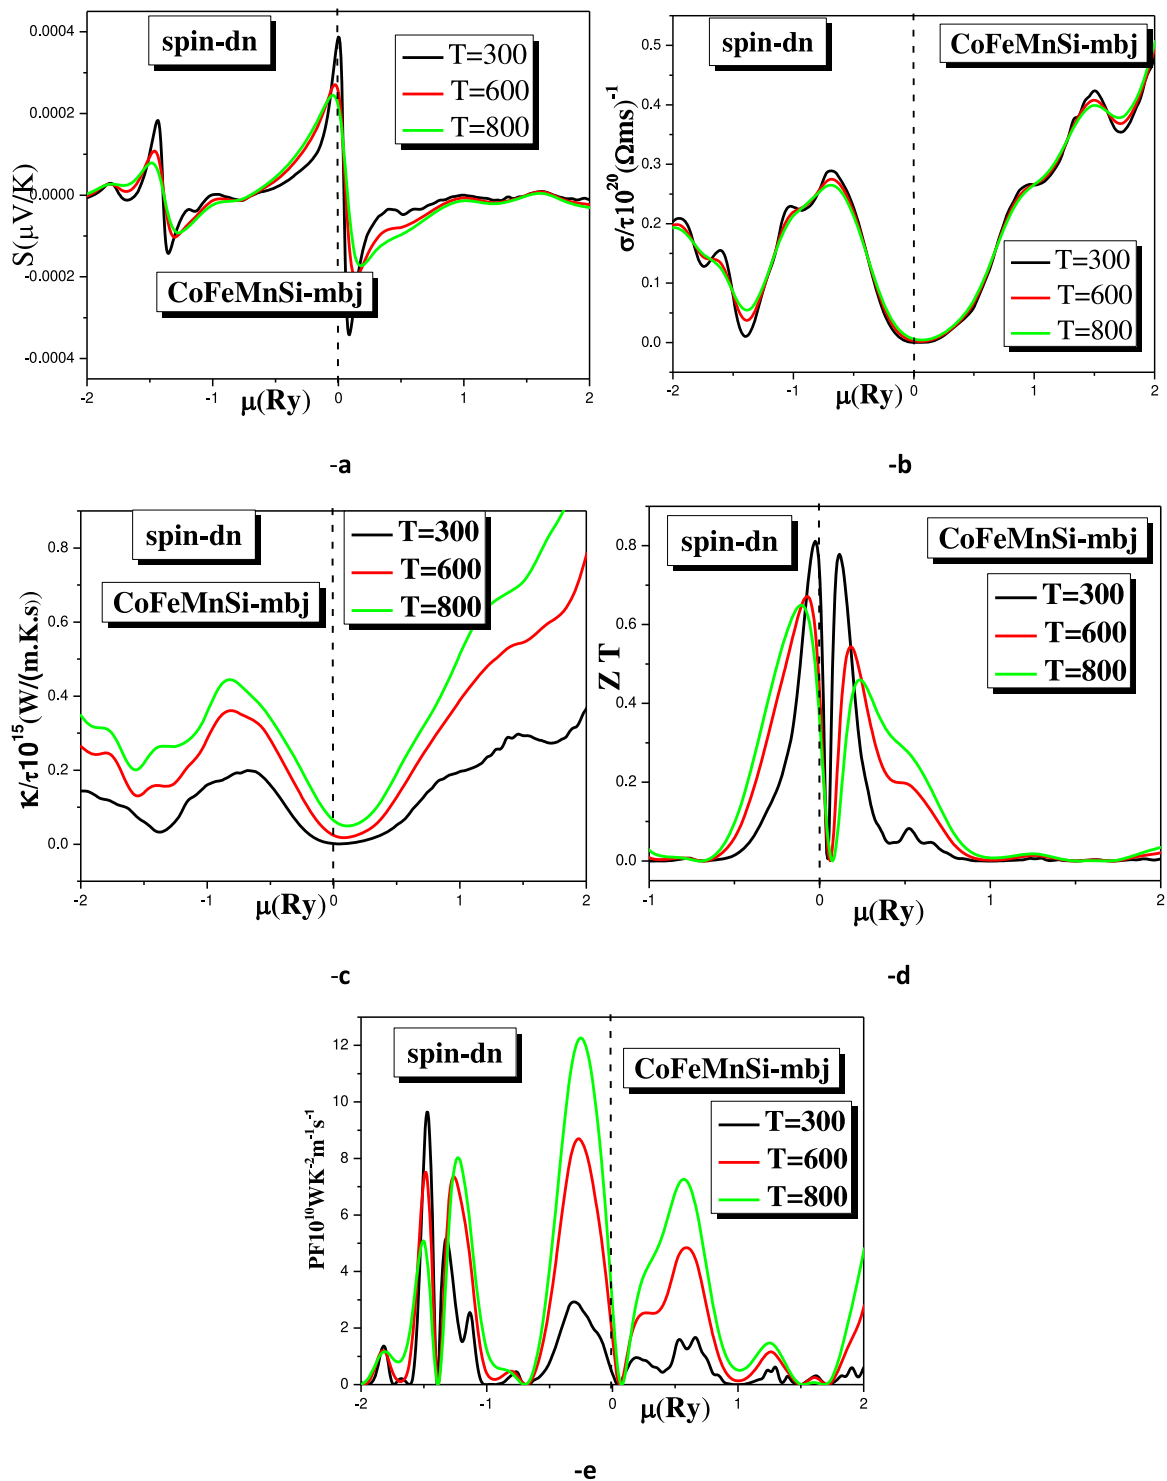 spin-dn
T=300
T=600
T=800
CoFeMnSi-mbj
S(μV/K)
0.0004
0.0002
0.0000
-0.0002
-0.0004
-2
-1
0
1
2
μ(Ry)
-a
spin-dn
CoFeMnSi-mbj
T=300
T=600
T=800
σ/τ10²⁰(Ωms)⁻¹
0.5
0.4
0.3
0.2
0.1
0.0
-2
-1
0
1
2
μ(Ry)
-b
spin-dn
CoFeMnSi-mbj
T=300
T=600
T=800
κ/τ10¹⁵(W/(m.K.s))
0.8
0.6
0.4
0.2
0.0
-2
-1
0
1
2
μ(Ry)
-c
spin-dn
CoFeMnSi-mbj
T=300
T=600
T=800
Z T
0.8
0.6
0.4
0.2
0.0
-1
0
1
2
μ(Ry)
-d
spin-dn
CoFeMnSi-mbj
T=300
T=600
T=800
PF10¹⁰WK⁻²m⁻¹s⁻¹
12
10
8
6
4
2
0
-2
-1
0
1
2
μ(Ry)
-e